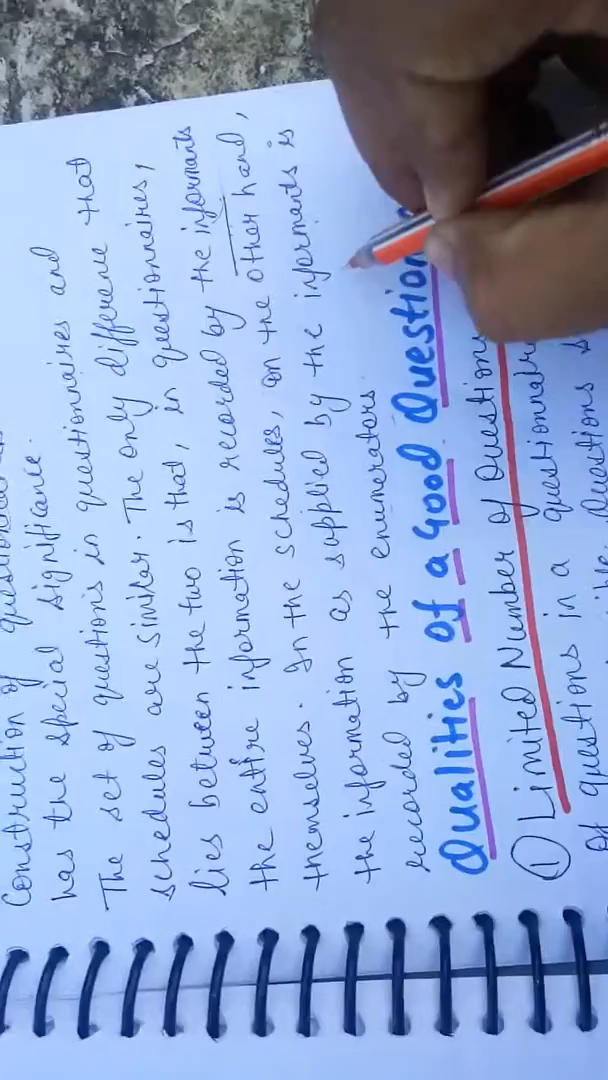 Construction of
has the special significance.
The set of questions in questionnaires and
schedules are similar. The only difference that
lies between the two is that, in questionnaires,
the entire information is recorded by the informants
themselves. In the schedules, on the other hand,
the information as supplied by the informants is
recorded by the enumerators.
Qualities of a Good Question
① Limited Number of Questions
of questions in a questionnaire
Questions